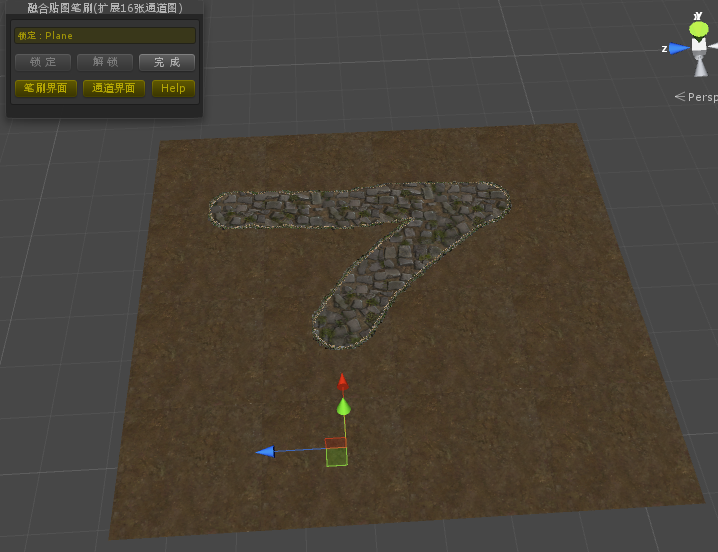 融合贴图笔刷(扩展16张通道图)
锁定 : Plane
锁 定 解 锁 完 成
笔刷界面 通道界面 Help
y
z
< Persp
7